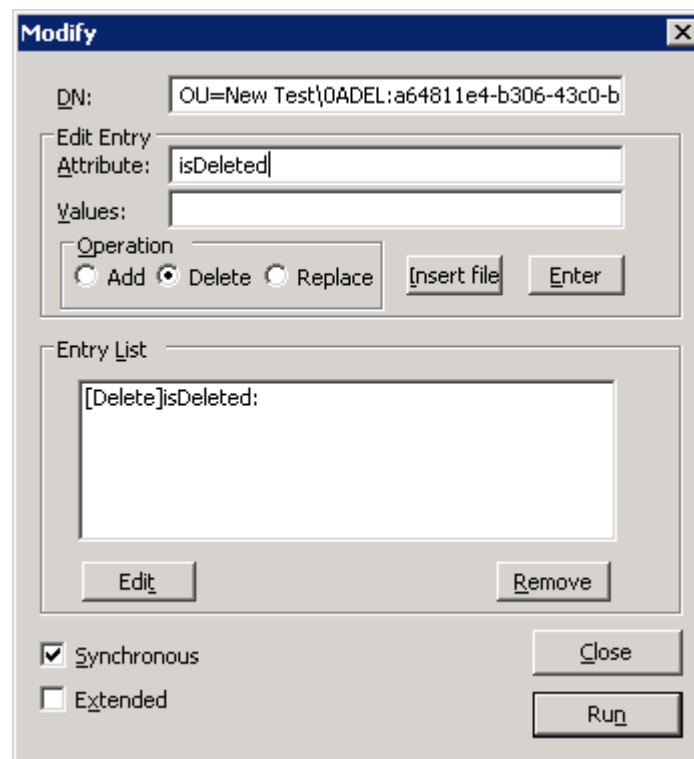 Modify
DN: OU=New Test\0ADEL:a64811e4-b306-43c0-b
Edit Entry
Attribute: isDeleted
Values:
Operation
Add Delete Replace Insert file Enter
Entry List
[Delete]isDeleted:
Edit Remove
Synchronous Close
Extended Run